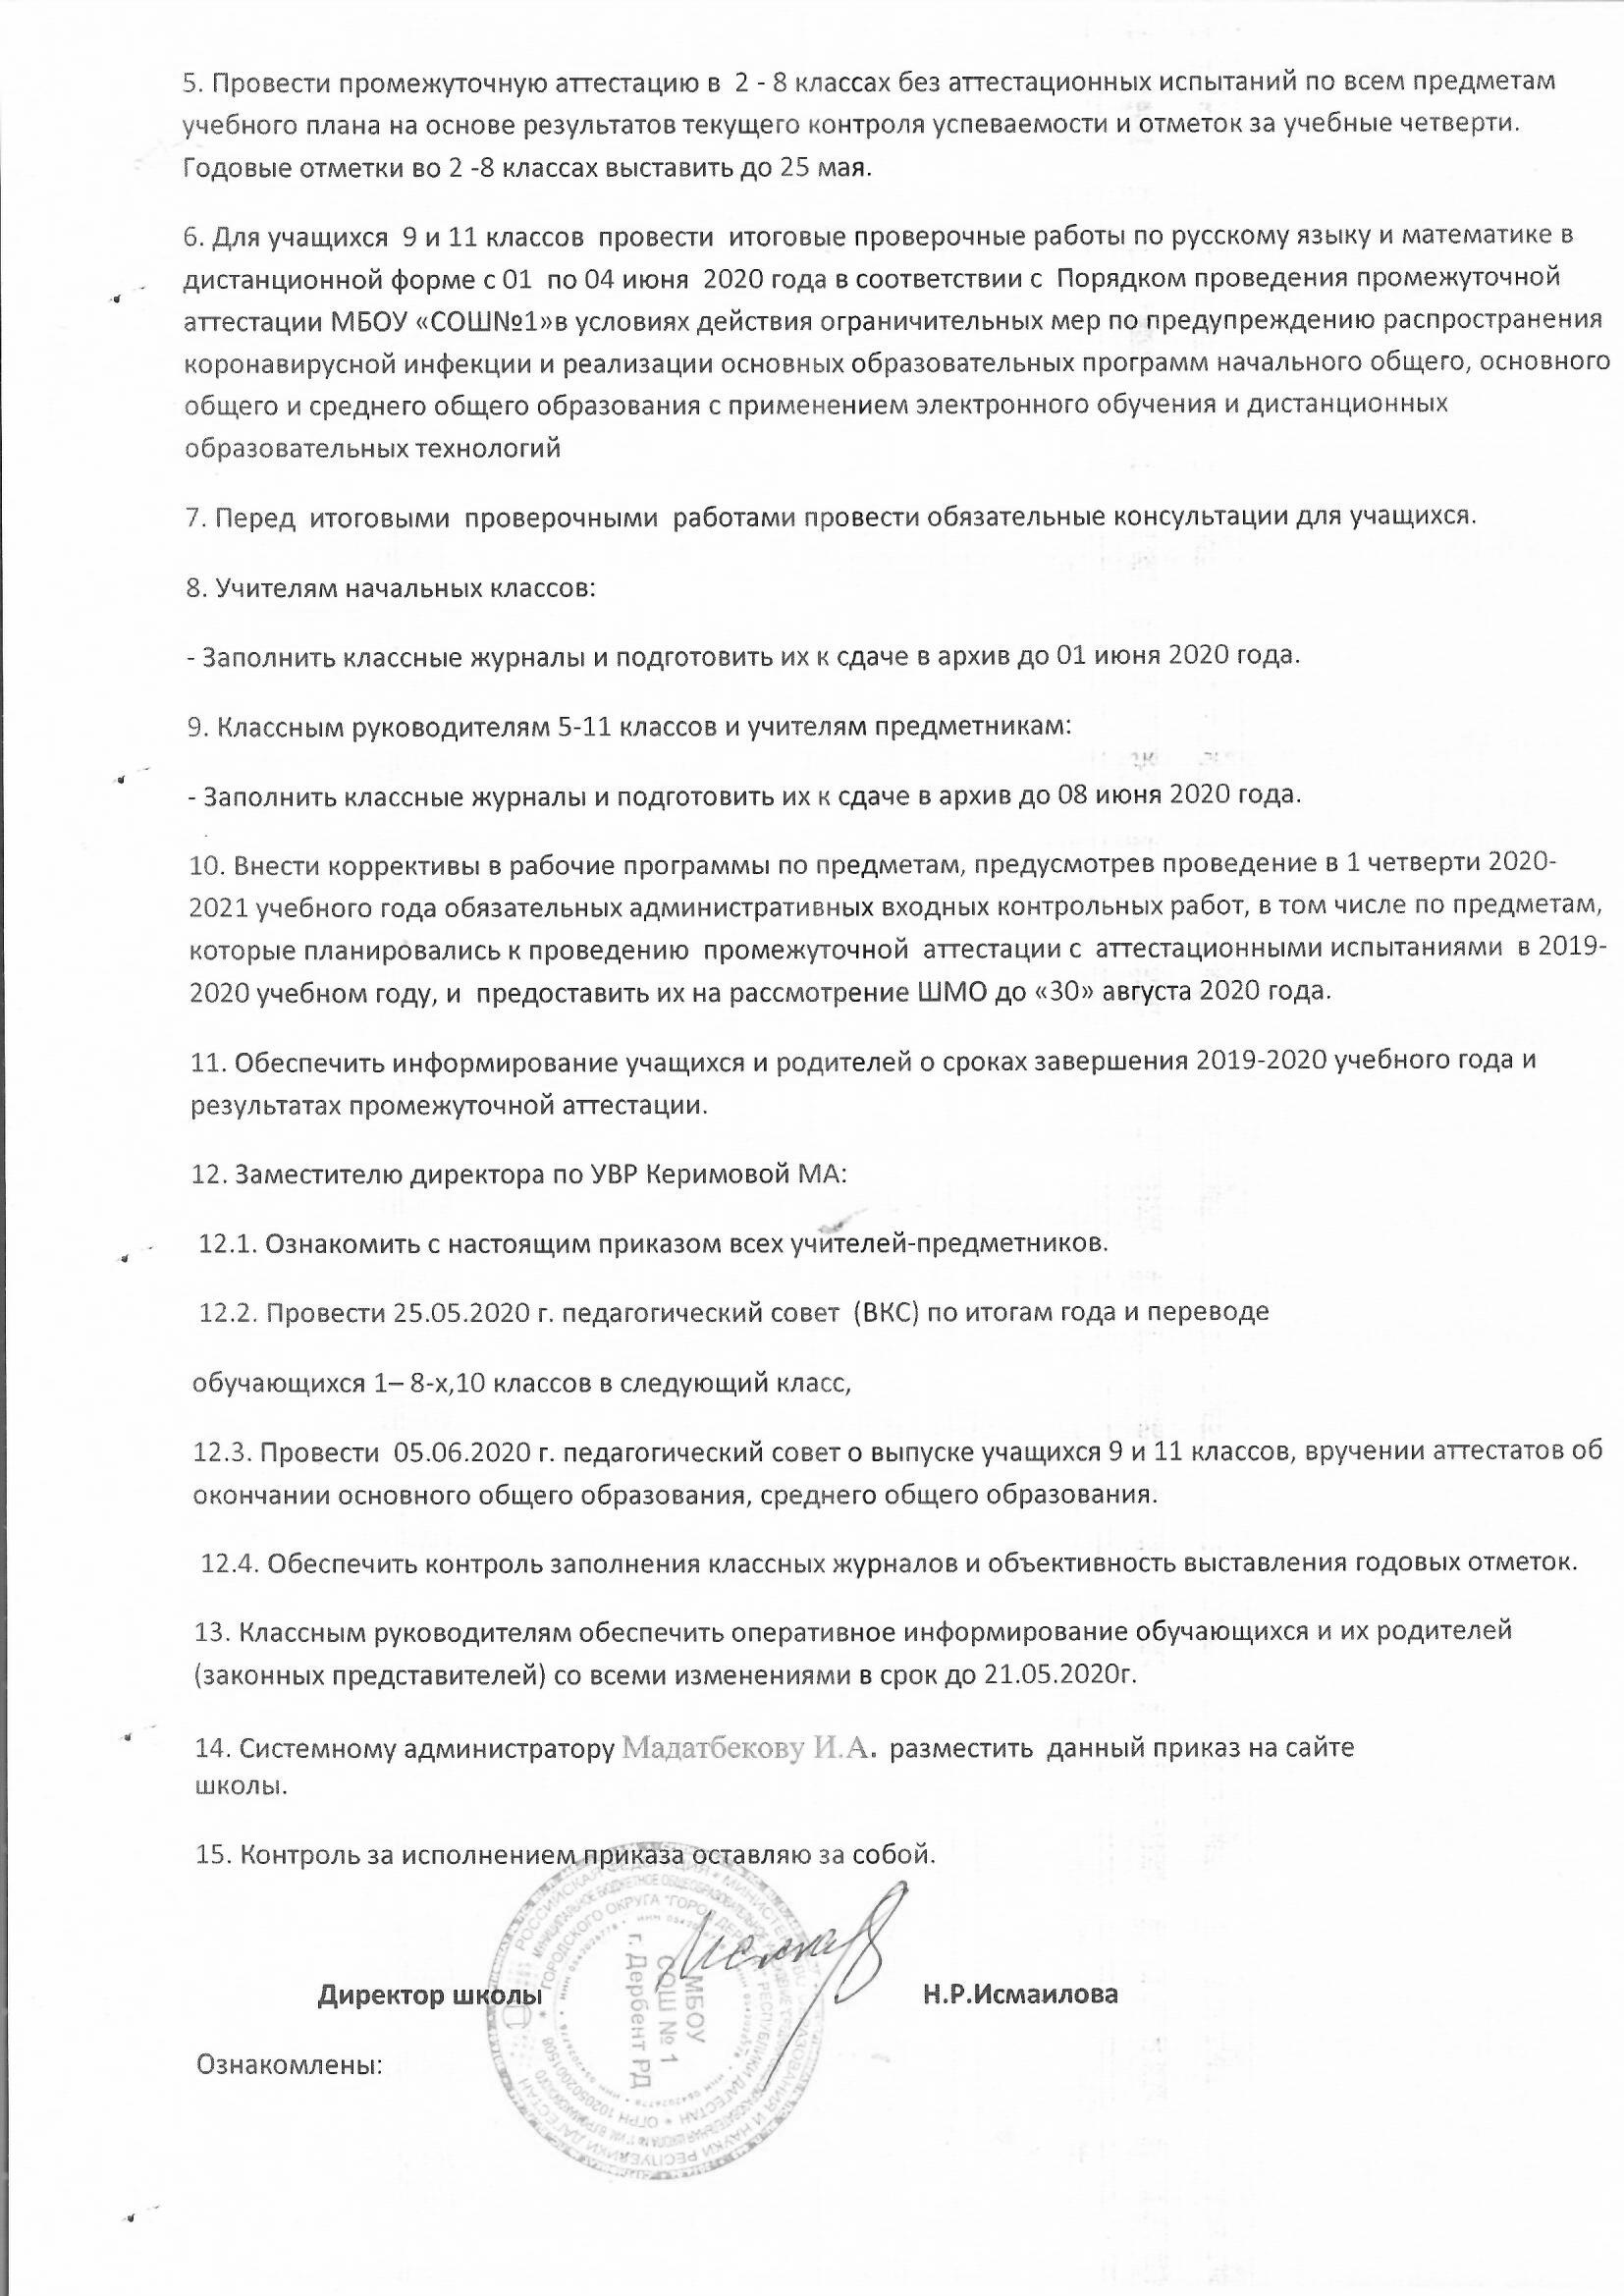 5. Провести промежуточную аттестацию в 2 - 8 классах без аттестационных испытаний по всем предметам
учебного плана на основе результатов текущего контроля успеваемости и отметок за учебные четверти.
Годовые отметки во 2 -8 классах выставить до 25 мая.
6. Для учащихся 9 и 11 классов провести итоговые проверочные работы по русскому языку и математике в
дистанционной форме с 01 по 04 июня 2020 года в соответствии с Порядком проведения промежуточной
аттестации МБОУ «СОШ№1»в условиях действия ограничительных мер по предупреждению распространения
коронавирусной инфекции и реализации основных образовательных программ начального общего, основного
общего и среднего общего образования с применением электронного обучения и дистанционных
образовательных технологий
7. Перед итоговыми проверочными работами провести обязательные консультации для учащихся.
8. Учителям начальных классов:
- Заполнить классные журналы и подготовить их к сдаче в архив до 01 июня 2020 года.
9. Классным руководителям 5-11 классов и учителям предметникам:
- Заполнить классные журналы и подготовить их к сдаче в архив до 08 июня 2020 года.
10. Внести коррективы в рабочие программы по предметам, предусмотрев проведение в 1 четверти 2020-
2021 учебного года обязательных административных входных контрольных работ, в том числе по предметам,
которые планировались к проведению промежуточной аттестации с аттестационными испытаниями в 2019-
2020 учебном году, и предоставить их на рассмотрение ШМО до «30» августа 2020 года.
11. Обеспечить информирование учащихся и родителей о сроках завершения 2019-2020 учебного года и
результатах промежуточной аттестации.
12. Заместителю директора по УВР Керимовой МА:
12.1. Ознакомить с настоящим приказом всех учителей-предметников.
12.2. Провести 25.05.2020 г. педагогический совет (ВКС) по итогам года и переводе
обучающихся 1– 8-х,10 классов в следующий класс,
12.3. Провести 05.06.2020 г. педагогический совет о выпуске учащихся 9 и 11 классов, вручении аттестатов об
окончании основного общего образования, среднего общего образования.
12.4. Обеспечить контроль заполнения классных журналов и объективность выставления годовых отметок.
13. Классным руководителям обеспечить оперативное информирование обучающихся и их родителей
(законных представителей) со всеми изменениями в срок до 21.05.2020г.
14. Системному администратору Мадатбекову И.А. разместить данный приказ на сайте
школы.
15. Контроль за исполнением приказа оставляю за собой.
Директор школы Н.Р.Исмаилова
Ознакомлены:
МБОУ
СОШ № 1
г. Дербент РД